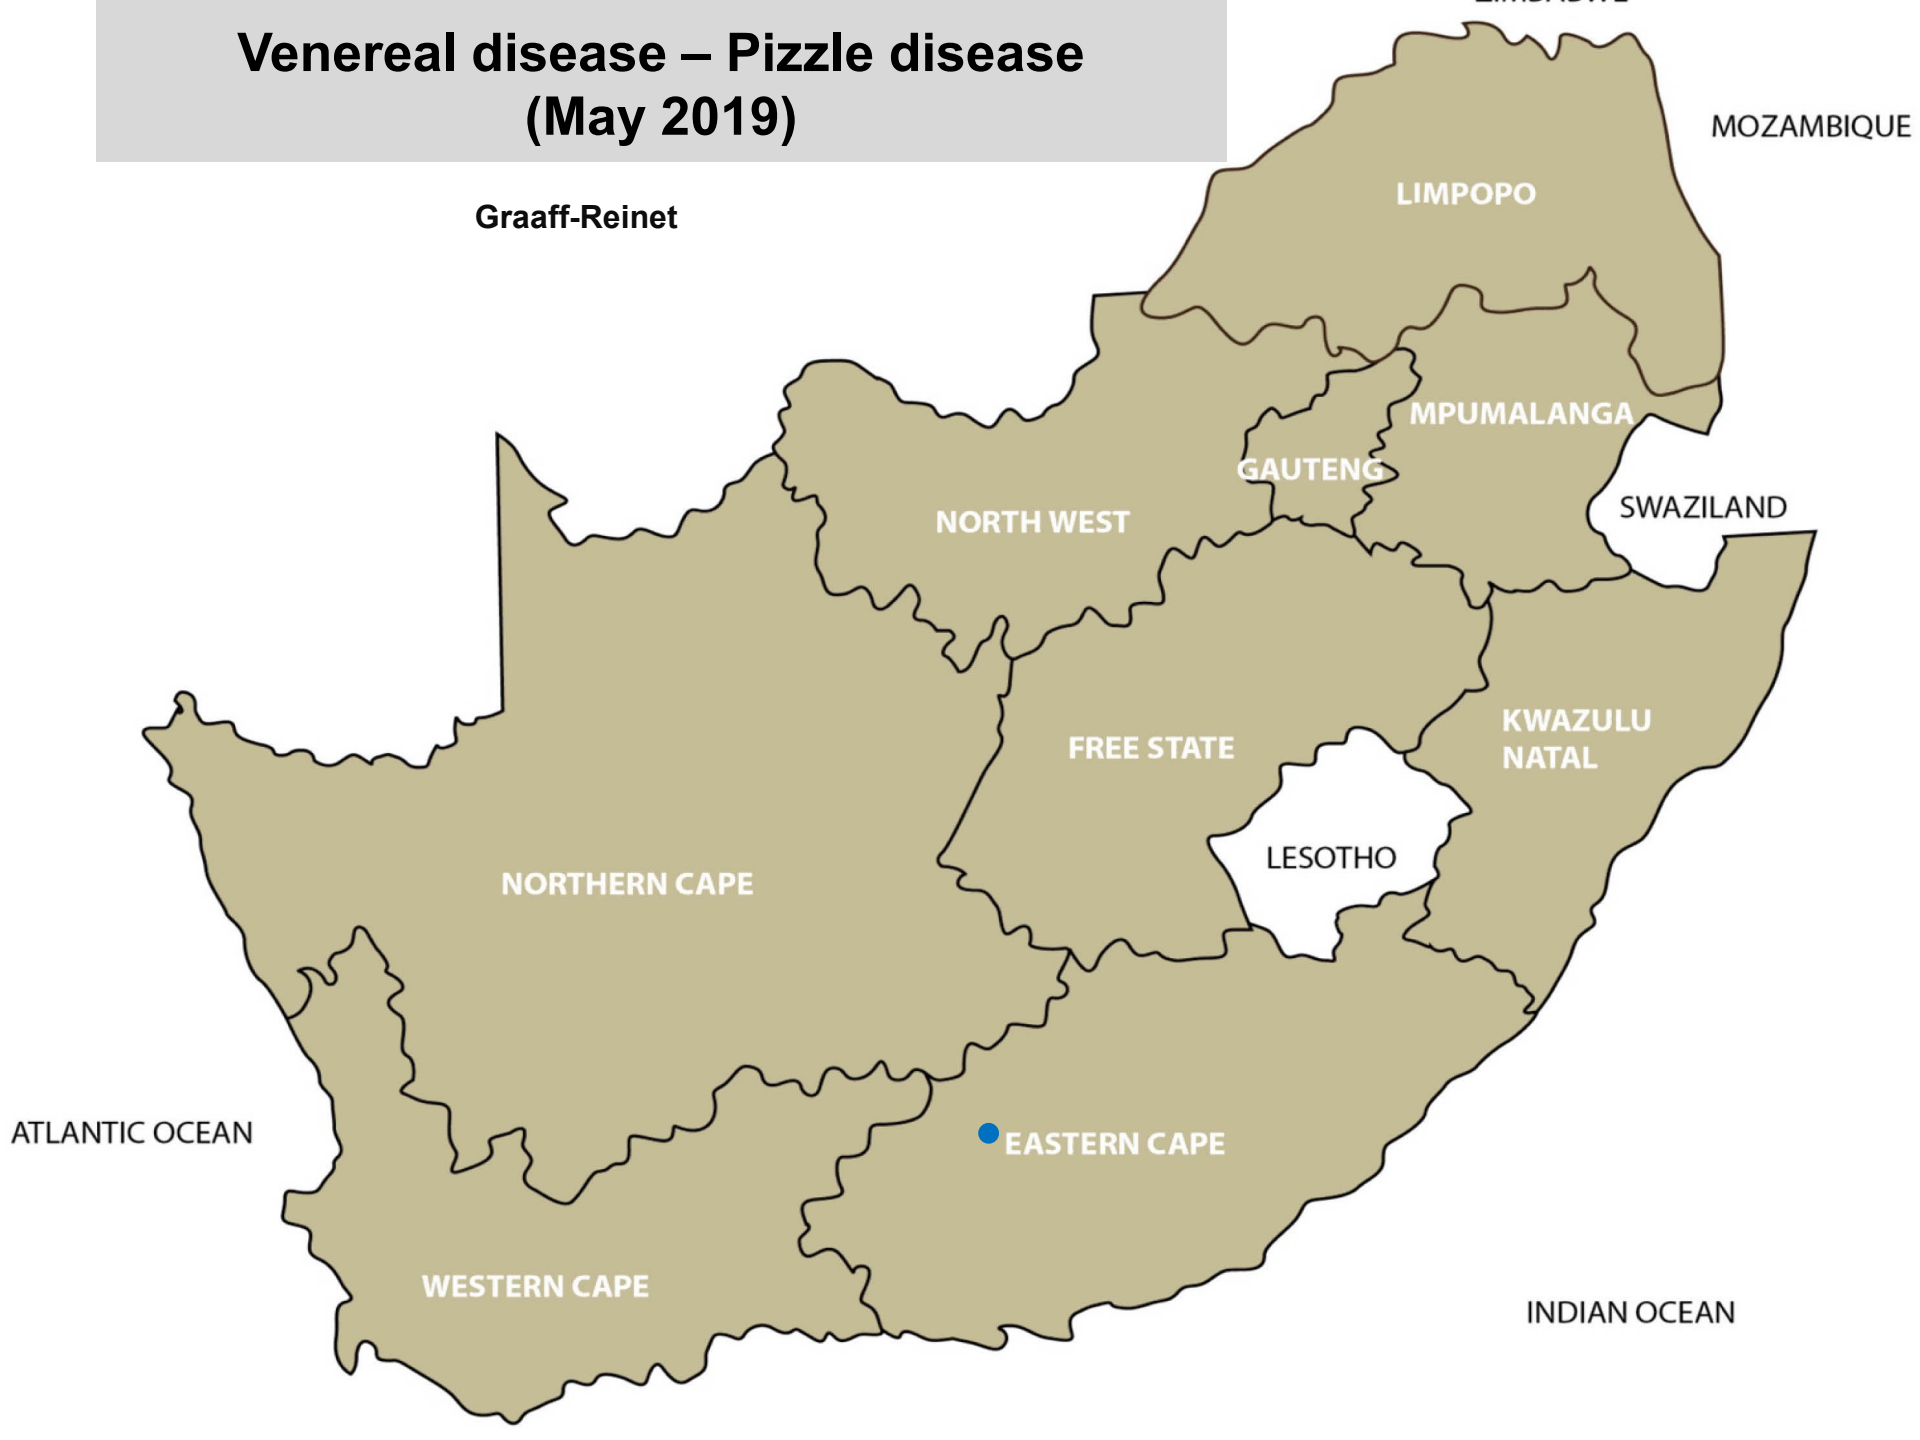 Venereal disease – Pizzle disease
(May 2019)
Graaff-Reinet
MOZAMBIQUE
LIMPOPO
MPUMALANGA
GAUTENG
SWAZILAND
NORTH WEST
KWAZULU
NATAL
FREE STATE
LESOTHO
NORTHERN CAPE
ATLANTIC OCEAN
EASTERN CAPE
WESTERN CAPE
INDIAN OCEAN